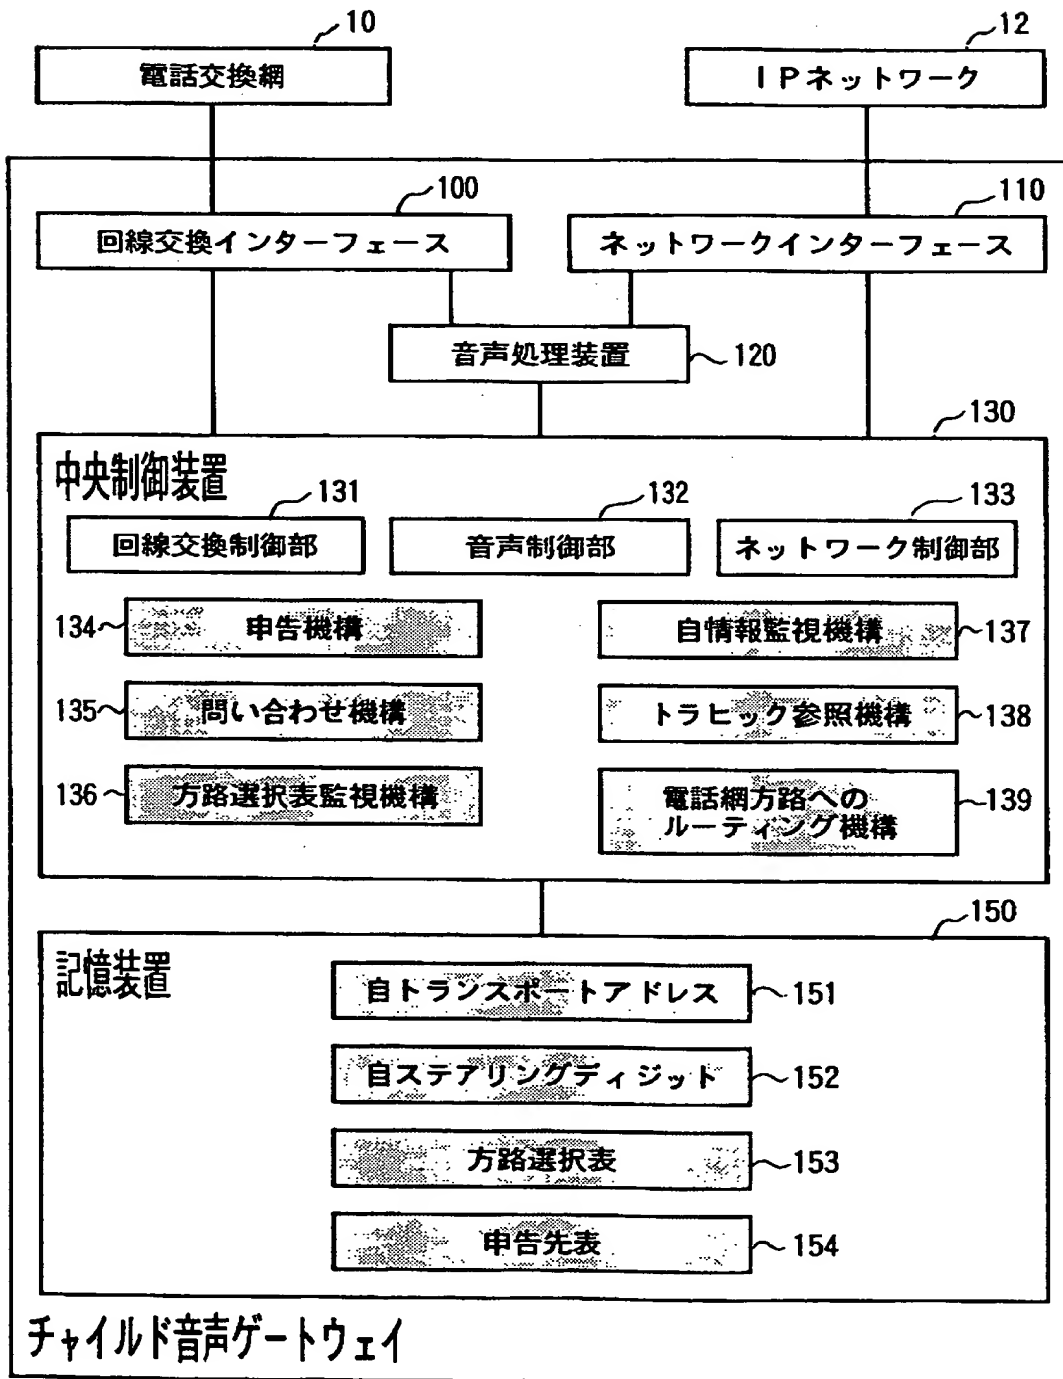 10
12
電話交換網
IPネットワーク
100
110
回線交換インターフェース
ネットワークインターフェース
音声処理装置
120
130
中央制御装置
131
132
133
回線交換制御部
音声制御部
ネットワーク制御部
134
申告機構
自情報監視機構
137
135
問い合わせ機構
トラヒック参照機構
138
136
方路選択表監視機構
電話網方路への
ルーティング機構
139
150
記憶装置
自トランスポートアドレス
151
自ステアリングディジット
152
方路選択表
153
申告先表
154
チャイルド音声ゲートウェイ